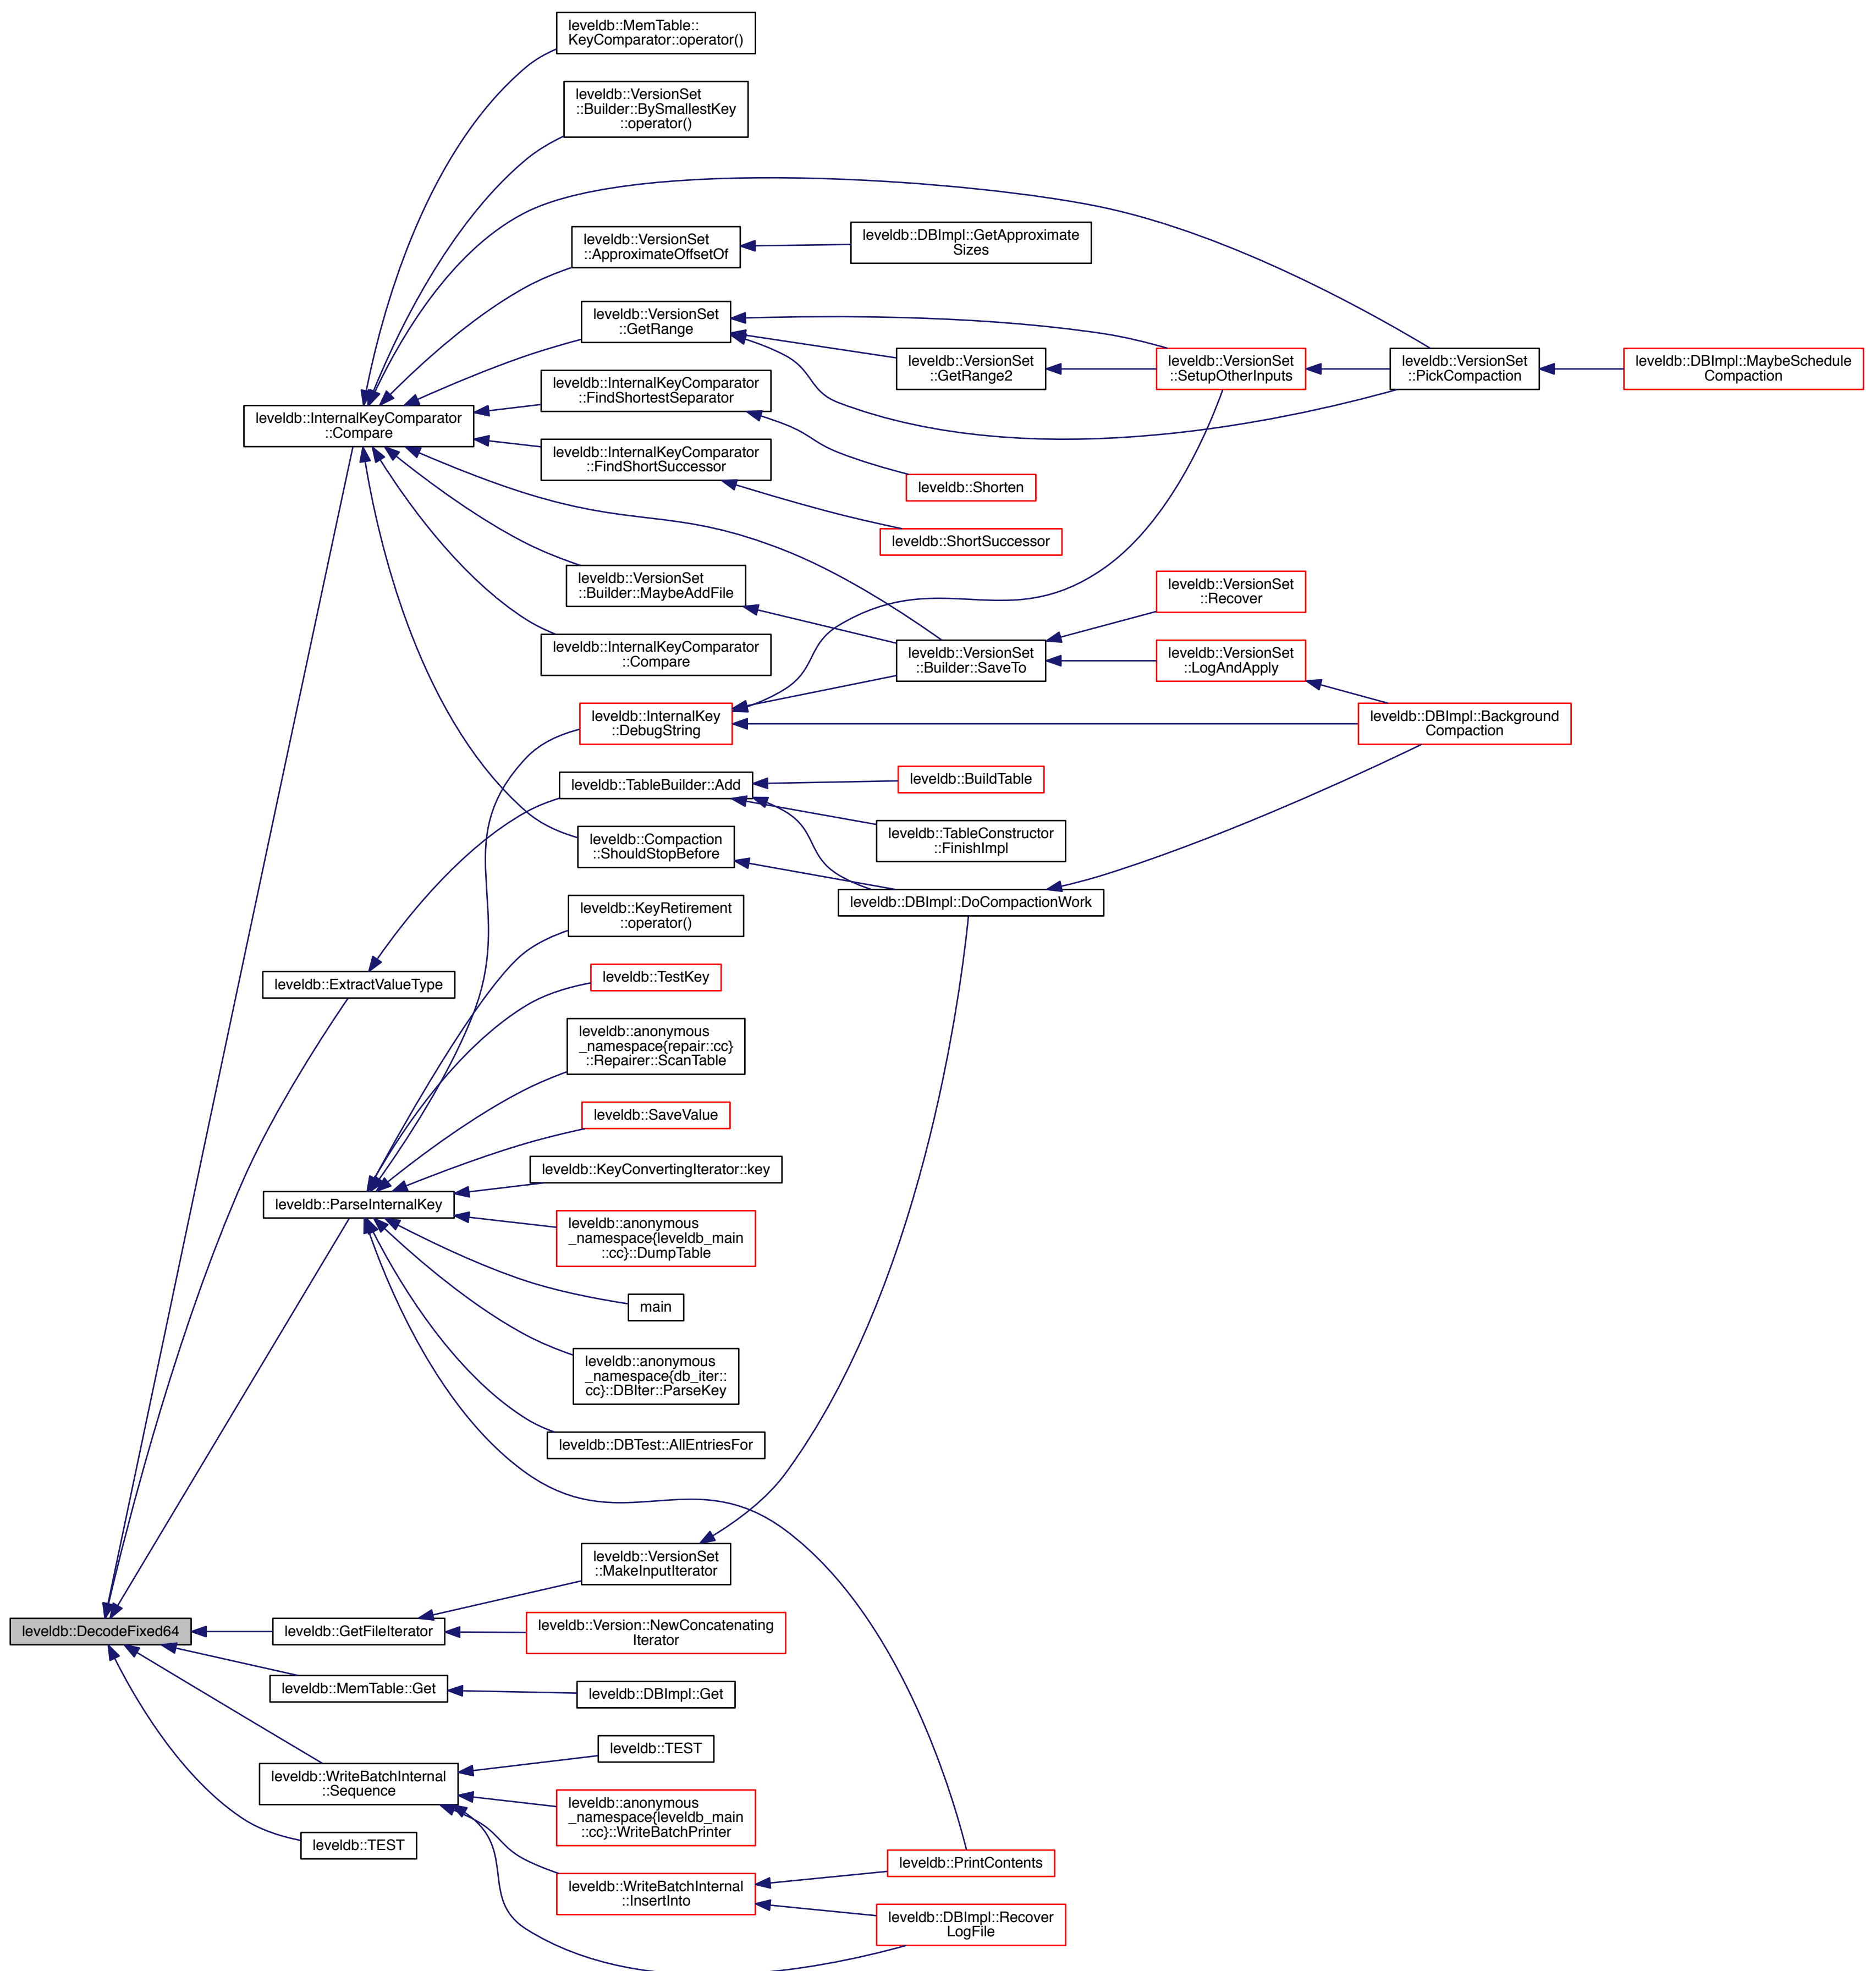 leveldb::MemTable::
KeyComparator::operator()
leveldb::VersionSet
::Builder::BySmallestKey
::operator()
leveldb::VersionSet
::ApproximateOffsetOf
leveldb::DBImpl::GetApproximate
Sizes
leveldb::VersionSet
::GetRange
leveldb::VersionSet
::GetRange2
leveldb::VersionSet
::SetupOtherInputs
leveldb::VersionSet
::PickCompaction
leveldb::DBImpl::MaybeSchedule
Compaction
leveldb::InternalKeyComparator
::FindShortestSeparator
leveldb::InternalKeyComparator
::Compare
leveldb::InternalKeyComparator
::FindShortSuccessor
leveldb::Shorten
leveldb::ShortSuccessor
leveldb::VersionSet
::Builder::MaybeAddFile
leveldb::VersionSet
::Recover
leveldb::InternalKeyComparator
::Compare
leveldb::VersionSet
::Builder::SaveTo
leveldb::VersionSet
::LogAndApply
leveldb::InternalKey
::DebugString
leveldb::DBImpl::Background
Compaction
leveldb::TableBuilder::Add
leveldb::BuildTable
leveldb::Compaction
::ShouldStopBefore
leveldb::TableConstructor
::FinishImpl
leveldb::DBImpl::DoCompactionWork
leveldb::KeyRetirement
::operator()
leveldb::ExtractValueType
leveldb::TestKey
leveldb::anonymous
_namespace{repair::cc}
::Repairer::ScanTable
leveldb::SaveValue
leveldb::KeyConvertingIterator::key
leveldb::ParseInternalKey
leveldb::anonymous
_namespace{leveldb_main
::cc}::DumpTable
main
leveldb::anonymous
_namespace{db_iter::
cc}::DBIter::ParseKey
leveldb::DBTest::AllEntriesFor
leveldb::VersionSet
::MakeInputIterator
leveldb::DecodeFixed64
leveldb::GetFileIterator
leveldb::Version::NewConcatenating
Iterator
leveldb::MemTable::Get
leveldb::DBImpl::Get
leveldb::TEST
leveldb::WriteBatchInternal
::Sequence
leveldb::anonymous
_namespace{leveldb_main
::cc}::WriteBatchPrinter
leveldb::TEST
leveldb::PrintContents
leveldb::WriteBatchInternal
::InsertInto
leveldb::DBImpl::Recover
LogFile